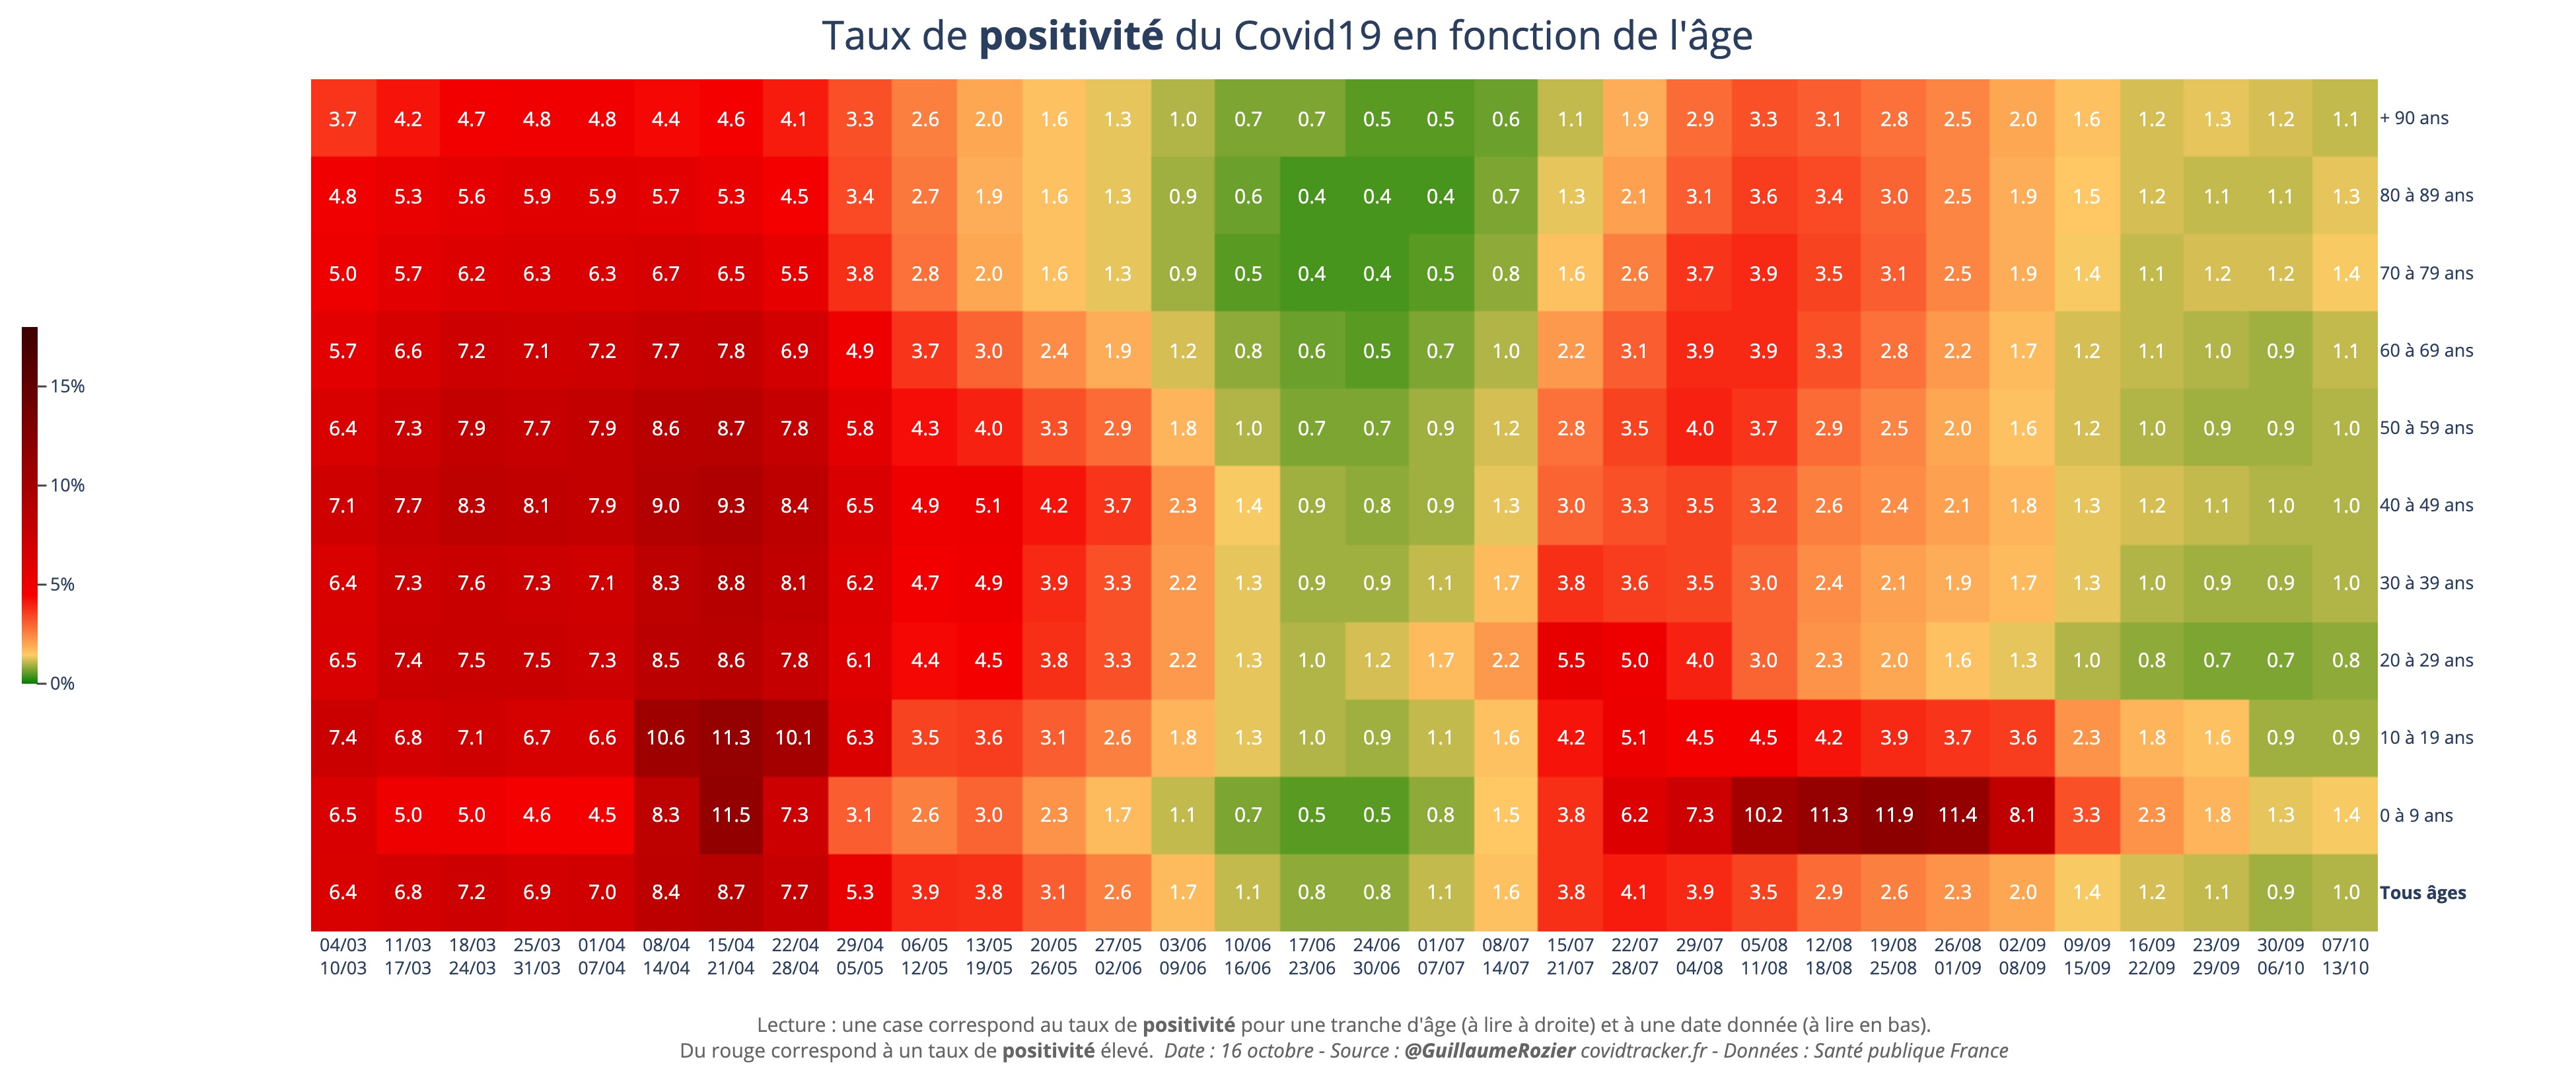 Taux de positivité du Covid19 en fonction de l'âge
3.7 4.2 4.7 4.8 4.8 4.4 4.6 4.1 3.3 2.6 2.0 1.6 1.3 1.0 0.7 0.7 0.5 0.5 0.6 1.1 1.9 2.9 3.3 3.1 2.8 2.5 2.0 1.6 1.2 1.3 1.2 1.1 + 90 ans
4.8 5.3 5.6 5.9 5.9 5.7 5.3 4.5 3.4 2.7 1.9 1.6 1.3 0.9 0.6 0.4 0.4 0.4 0.7 1.3 2.1 3.1 3.6 3.4 3.0 2.5 1.9 1.5 1.2 1.1 1.1 1.3 80 à 89 ans
5.0 5.7 6.2 6.3 6.3 6.7 6.5 5.5 3.8 2.8 2.0 1.6 1.3 0.9 0.5 0.4 0.4 0.5 0.8 1.6 2.6 3.7 3.9 3.5 3.1 2.5 1.9 1.4 1.1 1.2 1.2 1.4 70 à 79 ans
5.7 6.6 7.2 7.1 7.2 7.7 7.8 6.9 4.9 3.7 3.0 2.4 1.9 1.2 0.8 0.6 0.5 0.7 1.0 2.2 3.1 3.9 3.9 3.3 2.8 2.2 1.7 1.2 1.1 1.0 0.9 1.1 60 à 69 ans
15%
6.4 7.3 7.9 7.7 7.9 8.6 8.7 7.8 5.8 4.3 4.0 3.3 2.9 1.8 1.0 0.7 0.7 0.9 1.2 2.8 3.5 4.0 3.7 2.9 2.5 2.0 1.6 1.2 1.0 0.9 0.9 1.0 50 à 59 ans
10%
7.1 7.7 8.3 8.1 7.9 9.0 9.3 8.4 6.5 4.9 5.1 4.2 3.7 2.3 1.4 0.9 0.8 0.9 1.3 3.0 3.3 3.5 3.2 2.6 2.4 2.1 1.8 1.3 1.2 1.1 1.0 1.0 40 à 49 ans
5%
6.4 7.3 7.6 7.3 7.1 8.3 8.8 8.1 6.2 4.7 4.9 3.9 3.3 2.2 1.3 0.9 0.9 1.1 1.7 3.8 3.6 3.5 3.0 2.4 2.1 1.9 1.7 1.3 1.0 0.9 0.9 1.0 30 à 39 ans
6.5 7.4 7.5 7.5 7.3 8.5 8.6 7.8 6.1 4.4 4.5 3.8 3.3 2.2 1.3 1.0 1.2 1.7 2.2 5.5 5.0 4.0 3.0 2.3 2.0 1.6 1.3 1.0 0.8 0.7 0.7 0.8 20 à 29 ans
0%
7.4 6.8 7.1 6.7 6.6 10.6 11.3 10.1 6.3 3.5 3.6 3.1 2.6 1.8 1.3 1.0 0.9 1.1 1.6 4.2 5.1 4.5 4.5 4.2 3.9 3.7 3.6 2.3 1.8 1.6 0.9 0.9 10 à 19 ans
6.5 5.0 5.0 4.6 4.5 8.3 11.5 7.3 3.1 2.6 3.0 2.3 1.7 1.1 0.7 0.5 0.5 0.8 1.5 3.8 6.2 7.3 10.2 11.3 11.9 11.4 8.1 3.3 2.3 1.8 1.3 1.4 0 à 9 ans
6.4 6.8 7.2 6.9 7.0 8.4 8.7 7.7 5.3 3.9 3.8 3.1 2.6 1.7 1.1 0.8 0.8 1.1 1.6 3.8 4.1 3.9 3.5 2.9 2.6 2.3 2.0 1.4 1.2 1.1 0.9 1.0 Tous âges
04/03 11/03 18/03 25/03 01/04 08/04 15/04 22/04 29/04 06/05 13/05 20/05 27/05 03/06 10/06 17/06 24/06 01/07 08/07 15/07 22/07 29/07 05/08 12/08 19/08 26/08 02/09 09/09 16/09 23/09 30/09 07/10
10/03 17/03 24/03 31/03 07/04 14/04 21/04 28/04 05/05 12/05 19/05 26/05 02/06 09/06 16/06 23/06 30/06 07/07 14/07 21/07 28/07 04/08 11/08 18/08 25/08 01/09 08/09 15/09 22/09 29/09 06/10 13/10
Lecture : une case correspond au taux de positivité pour une tranche d'âge (à lire à droite) et à une date donnée (à lire en bas).
Du rouge correspond à un taux de positivité élevé. Date : 16 octobre - Source : @GuillaumeRozier covidtracker.fr - Données : Santé publique France